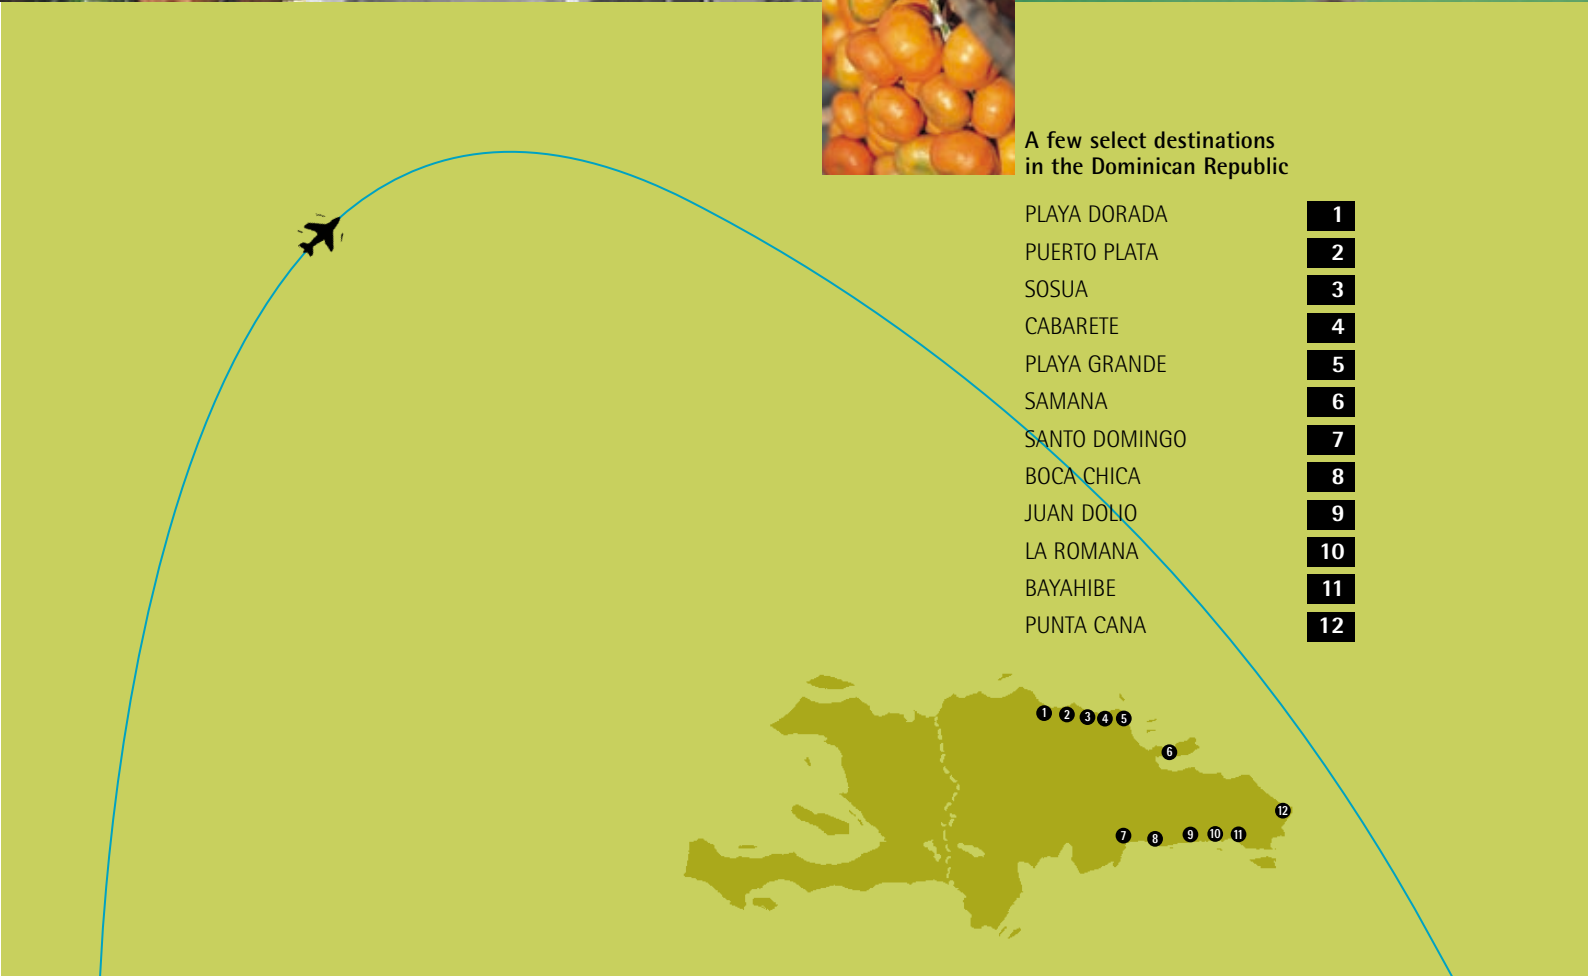 A few select destinations
in the Dominican Republic
PLAYA DORADA 1
PUERTO PLATA 2
SOSUA 3
CABARETE 4
PLAYA GRANDE 5
SAMANA 6
SANTO DOMINGO 7
BOCA CHICA 8
JUAN DOLIO 9
LA ROMANA 10
BAYAHIBE 11
PUNTA CANA 12
1 2 3 4 5
6
12
7 8 9 10 11